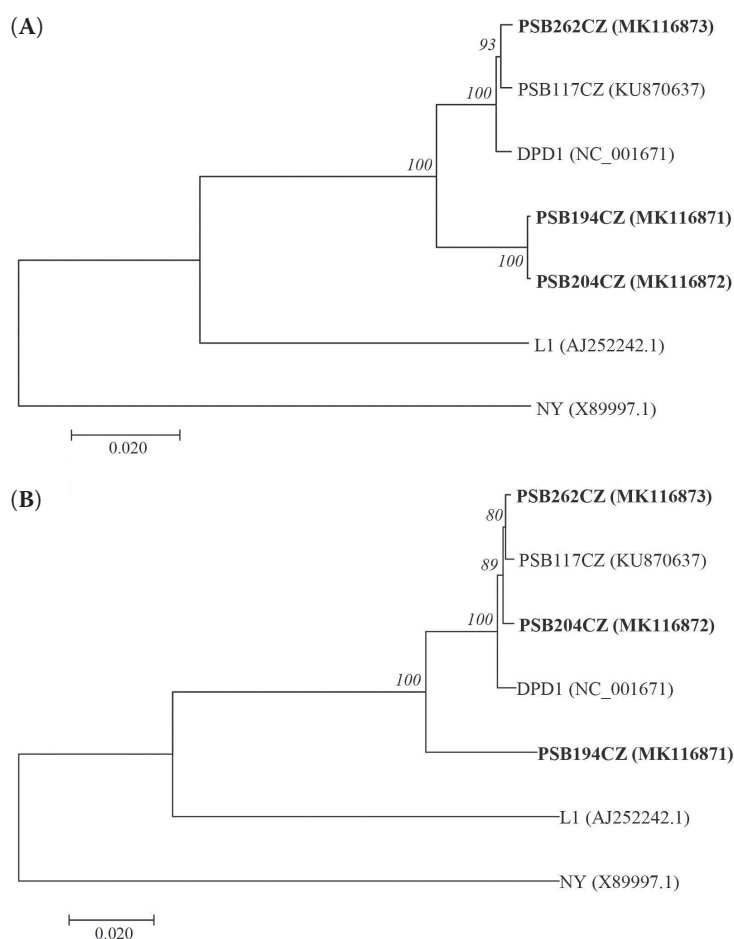 (A)
PSB262CZ (MK116873)
93
PSB117CZ (KU870637)
100
DPD1 (NC_001671)
100
PSB194CZ (MK116871)
100
PSB204CZ (MK116872)
L1 (AJ252242.1)
NY (X89997.1)
0.020
(B)
PSB262CZ (MK116873)
80
PSB117CZ (KU870637)
89
PSB204CZ (MK116872)
100
DPD1 (NC_001671)
100
PSB194CZ (MK116871)
L1 (AJ252242.1)
NY (X89997.1)
0.020